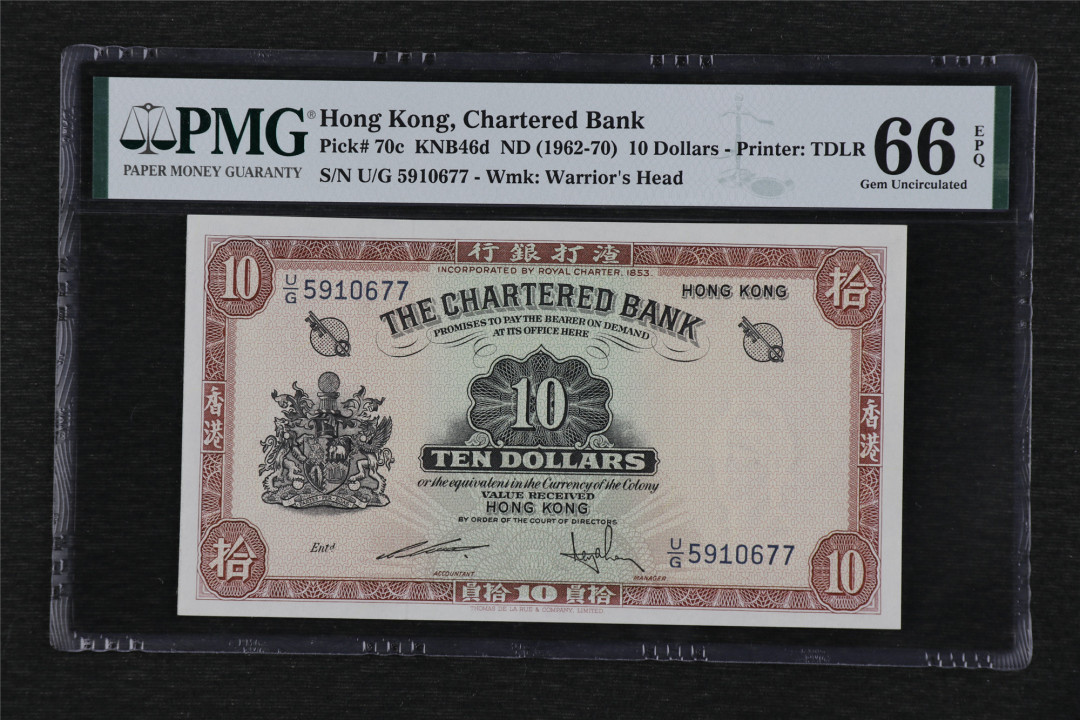 PMG®
PAPER MONEY GUARANTY
Hong Kong, Chartered Bank
Pick# 70c KNB46d ND (1962-70) 10 Dollars - Printer: TDLR
S/N U/G 5910677 - Wmk: Warrior's Head
66
EPQ
Gem Uncirculated
行銀打渣
INCORPORATED BY ROYAL CHARTER, 1853.
10
拾
U/G 5910677
HONG KONG
THE CHARTERED BANK
PROMISES TO PAY THE BEARER ON DEMAND
AT ITS OFFICE HERE
10
香港
香港
TEN DOLLARS
or the equivalent in the Currency of the Colony
VALUE RECEIVED
HONG KONG
BY ORDER OF THE COURT OF DIRECTORS
Entd
U/G 5910677
拾
10
ACCOUNTANT
MANAGER
員拾 10 員拾
THOMAS DE LA RUE & COMPANY, LIMITED.